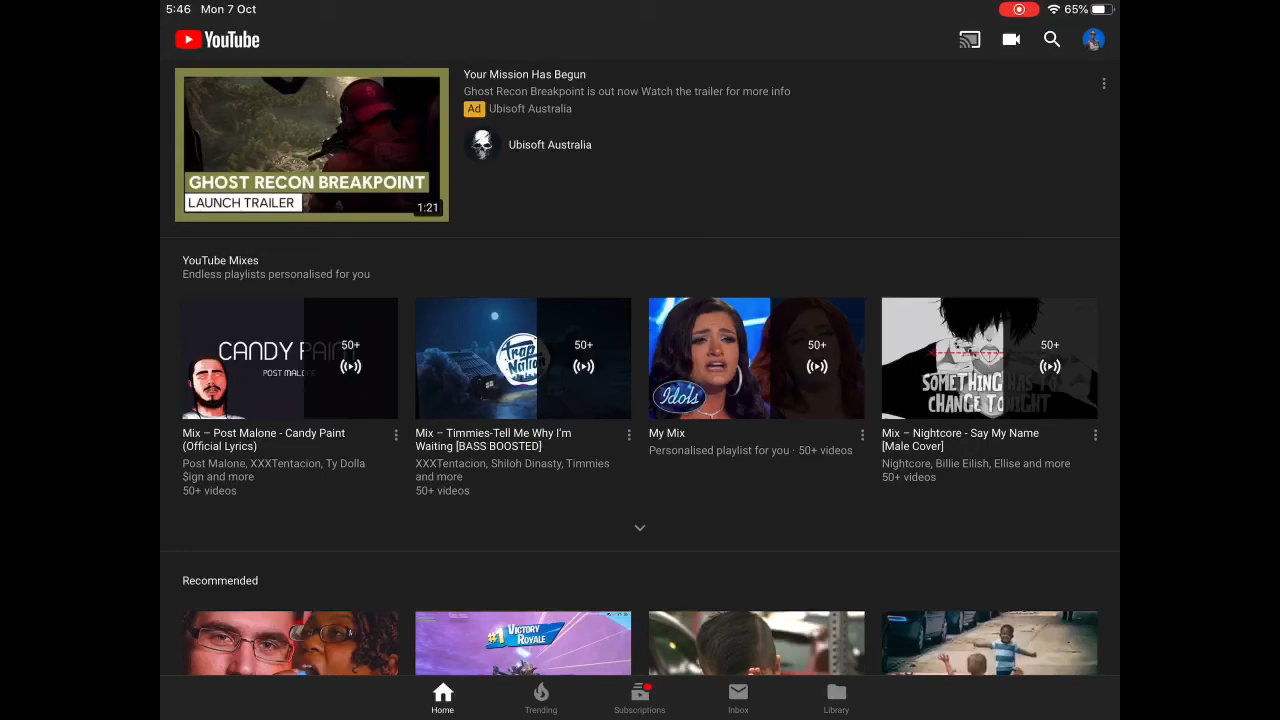 5:46 Mon 7 Oct
65%
YouTube
Your Mission Has Begun
Ghost Recon Breakpoint is out now Watch the trailer for more info
Ad Ubisoft Australia
Ubisoft Australia
GHOST RECON BREAKPOINT
LAUNCH TRAILER
1:21
YouTube Mixes
Endless playlists personalised for you
CANDY PAINT
POST MALONE
50+
Trap
Nation
50+
Idols
50+
SOMETHING HAS TO
CHANGE TONIGHT
50+
Mix – Post Malone - Candy Paint
(Official Lyrics)
Post Malone, XXXTentacion, Ty Dolla
$ign and more
50+ videos
Mix – Timmies-Tell Me Why I’m
Waiting [BASS BOOSTED]
XXXTentacion, Shiloh Dinasty, Timmies
and more
50+ videos
My Mix
Personalised playlist for you · 50+ videos
Mix – Nightcore - Say My Name
[Male Cover]
Nightcore, Billie Eilish, Ellise and more
50+ videos
Recommended
#1 VICTORY
ROYALE
Home
Trending
Subscriptions
Inbox
Library